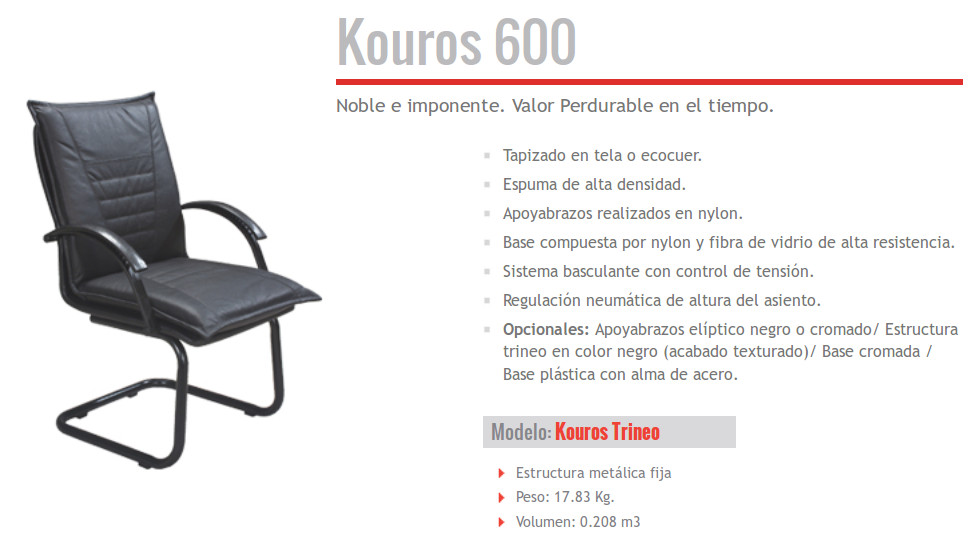 Kouros 600
Noble e imponente. Valor Perdurable en el tiempo.
Tapizado en tela o ecocuer.
Espuma de alta densidad.
Apoyabrazos realizados en nylon.
Base compuesta por nylon y fibra de vidrio de alta resistencia.
Sistema basculante con control de tensión.
Regulación neumática de altura del asiento.
Opcionales: Apoyabrazos elíptico negro o cromado/ Estructura
trineo en color negro (acabado texturado)/ Base cromada /
Base plástica con alma de acero.
Modelo: Kouros Trineo
Estructura metálica fija
Peso: 17.83 Kg.
Volumen: 0.208 m3